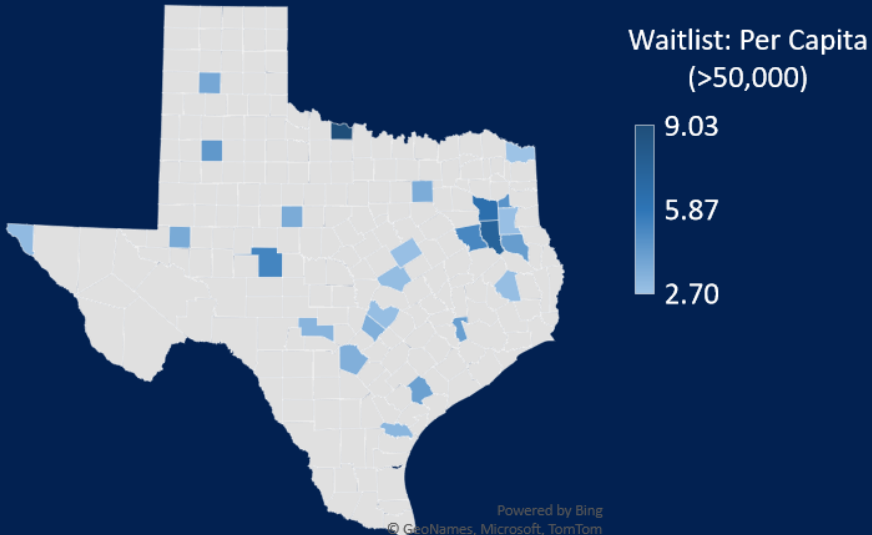 Waitlist: Per Capita
(>50,000)
9.03
5.87
2.70
Powered by Bing
© GeoNames, Microsoft, TomTom